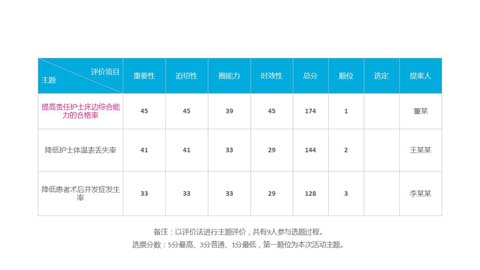 评价项目
主题
重要性 迫切性 圈能力 时效性 总分 顺位 选定 提案人
提高责任护士床边综合能
力的合格率
45 45 39 45 174 1 董某
降低护士体温表丢失率 41 41 33 29 144 2 王某某
降低患者术后并发症发生
率
33 33 33 29 128 3 李某某
备注：以评价法进行主题评价，共有9人参与选题过程。
选票分数：5分最高、3分普通、1分最低，第一顺位为本次活动主题。